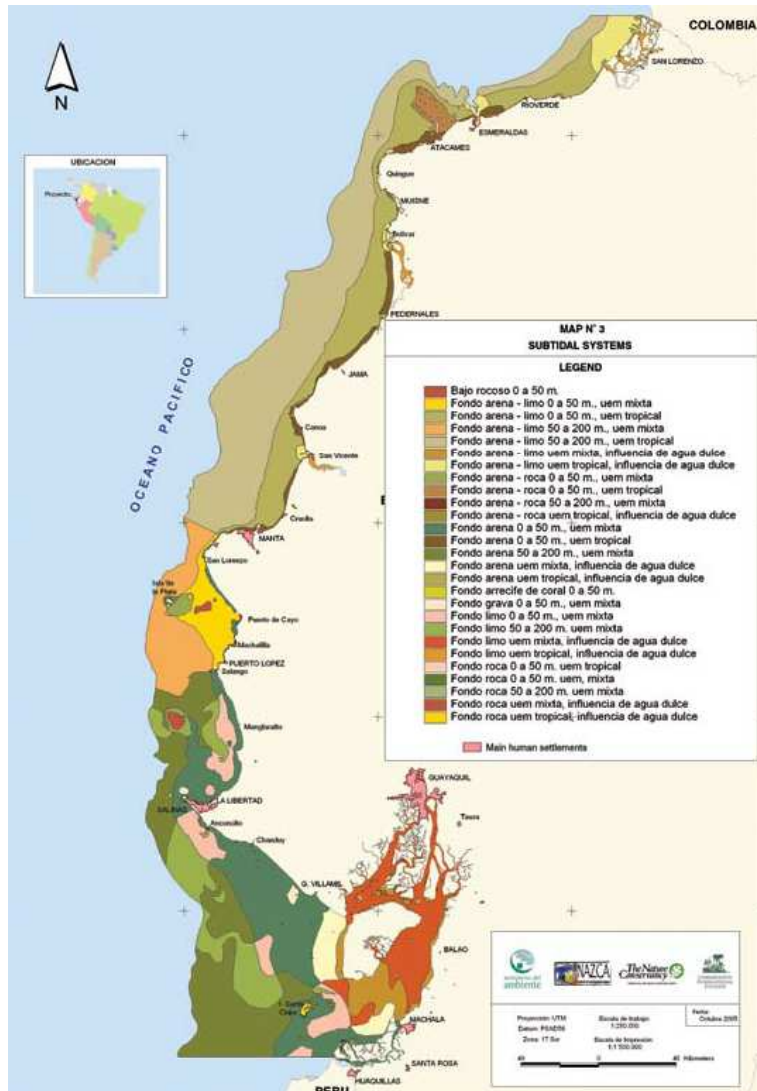 COLOMBIA
SAN LORENZO
N
RIOVERDE
ESMERALDAS
ATACAMES
UBICACION
Proyecto
Quingue
MUISNE
Bolivar
PEDERNALES
OCEANO PACIFICO
JAMA
Canoa
San Vicente
Crucita
MANTA
San Lorenzo
Isla de la Plata
Puerto de Cayo
Machalilla
PUERTO LOPEZ
Salango
Manglaralto
LA LIBERTAD
SALINAS
Anconcito
Chanduy
G. VILLAMIL
GUAYAQUIL
Taura
BALAO
I. Santa Clara
MACHALA
SANTA ROSA
HUAQUILLAS
PERU
MAP N° 3
SUBTIDAL SYSTEMS
LEGEND
Bajo rocoso 0 a 50 m.
Fondo arena - limo 0 a 50 m., uem mixta
Fondo arena - limo 0 a 50 m., uem tropical
Fondo arena - limo 50 a 200 m., uem mixta
Fondo arena - limo 50 a 200 m., uem tropical
Fondo arena - limo uem mixta, influencia de agua dulce
Fondo arena - limo uem tropical, influencia de agua dulce
Fondo arena - roca 0 a 50 m., uem mixta
Fondo arena - roca 0 a 50 m., uem tropical
Fondo arena - roca 50 a 200 m., uem mixta
Fondo arena - roca uem tropical, influencia de agua dulce
Fondo arena 0 a 50 m., uem mixta
Fondo arena 0 a 50 m., uem tropical
Fondo arena 50 a 200 m., uem mixta
Fondo arena uem mixta, influencia de agua dulce
Fondo arena uem tropical, influencia de agua dulce
Fondo arrecife de coral 0 a 50 m.
Fondo grava 0 a 50 m., uem mixta
Fondo limo 0 a 50 m., uem mixta
Fondo limo 50 a 200 m. uem mixta
Fondo limo uem mixta, influencia de agua dulce
Fondo limo uem tropical, influencia de agua dulce
Fondo roca 0 a 50 m. uem tropical
Fondo roca 0 a 50 m. uem, mixta
Fondo roca 50 a 200 m. uem mixta
Fondo roca uem mixta, influencia de agua dulce
Fondo roca uem tropical, influencia de agua dulce
Main human settlements
ambiente
NAZCA
The Nature Conservancy
Proyección: UTM
Datum: PSAD56
Zona: 17 Sur
Escala de trabajo:
1:250.000
Escala de impresión:
1:1'500.000
Fecha:
0
Kilometers